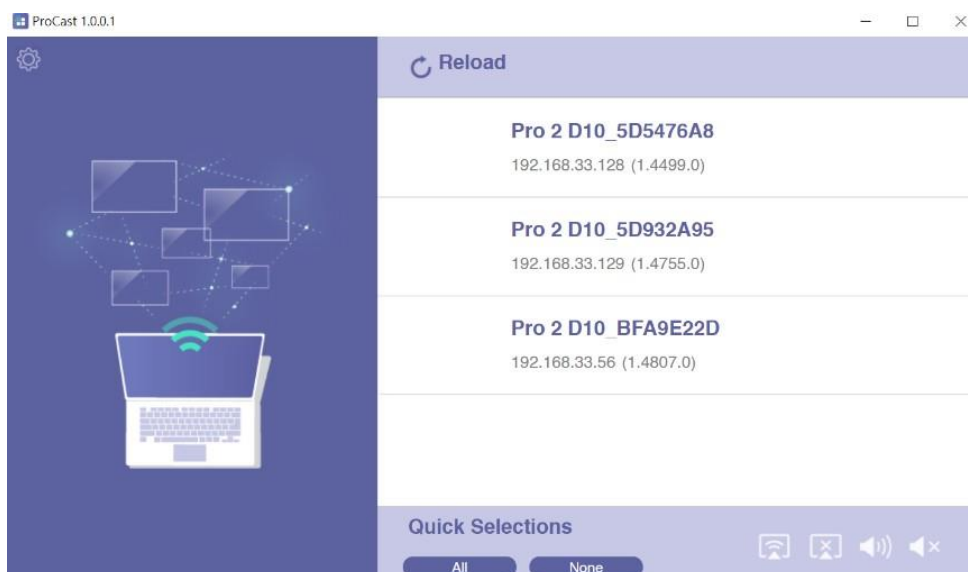 ProCast 1.0.0.1
Reload
Pro 2 D10_5D5476A8
192.168.33.128 (1.4499.0)
Pro 2 D10_5D932A95
192.168.33.129 (1.4755.0)
Pro 2 D10_BFA9E22D
192.168.33.56 (1.4807.0)
Quick Selections
All
None